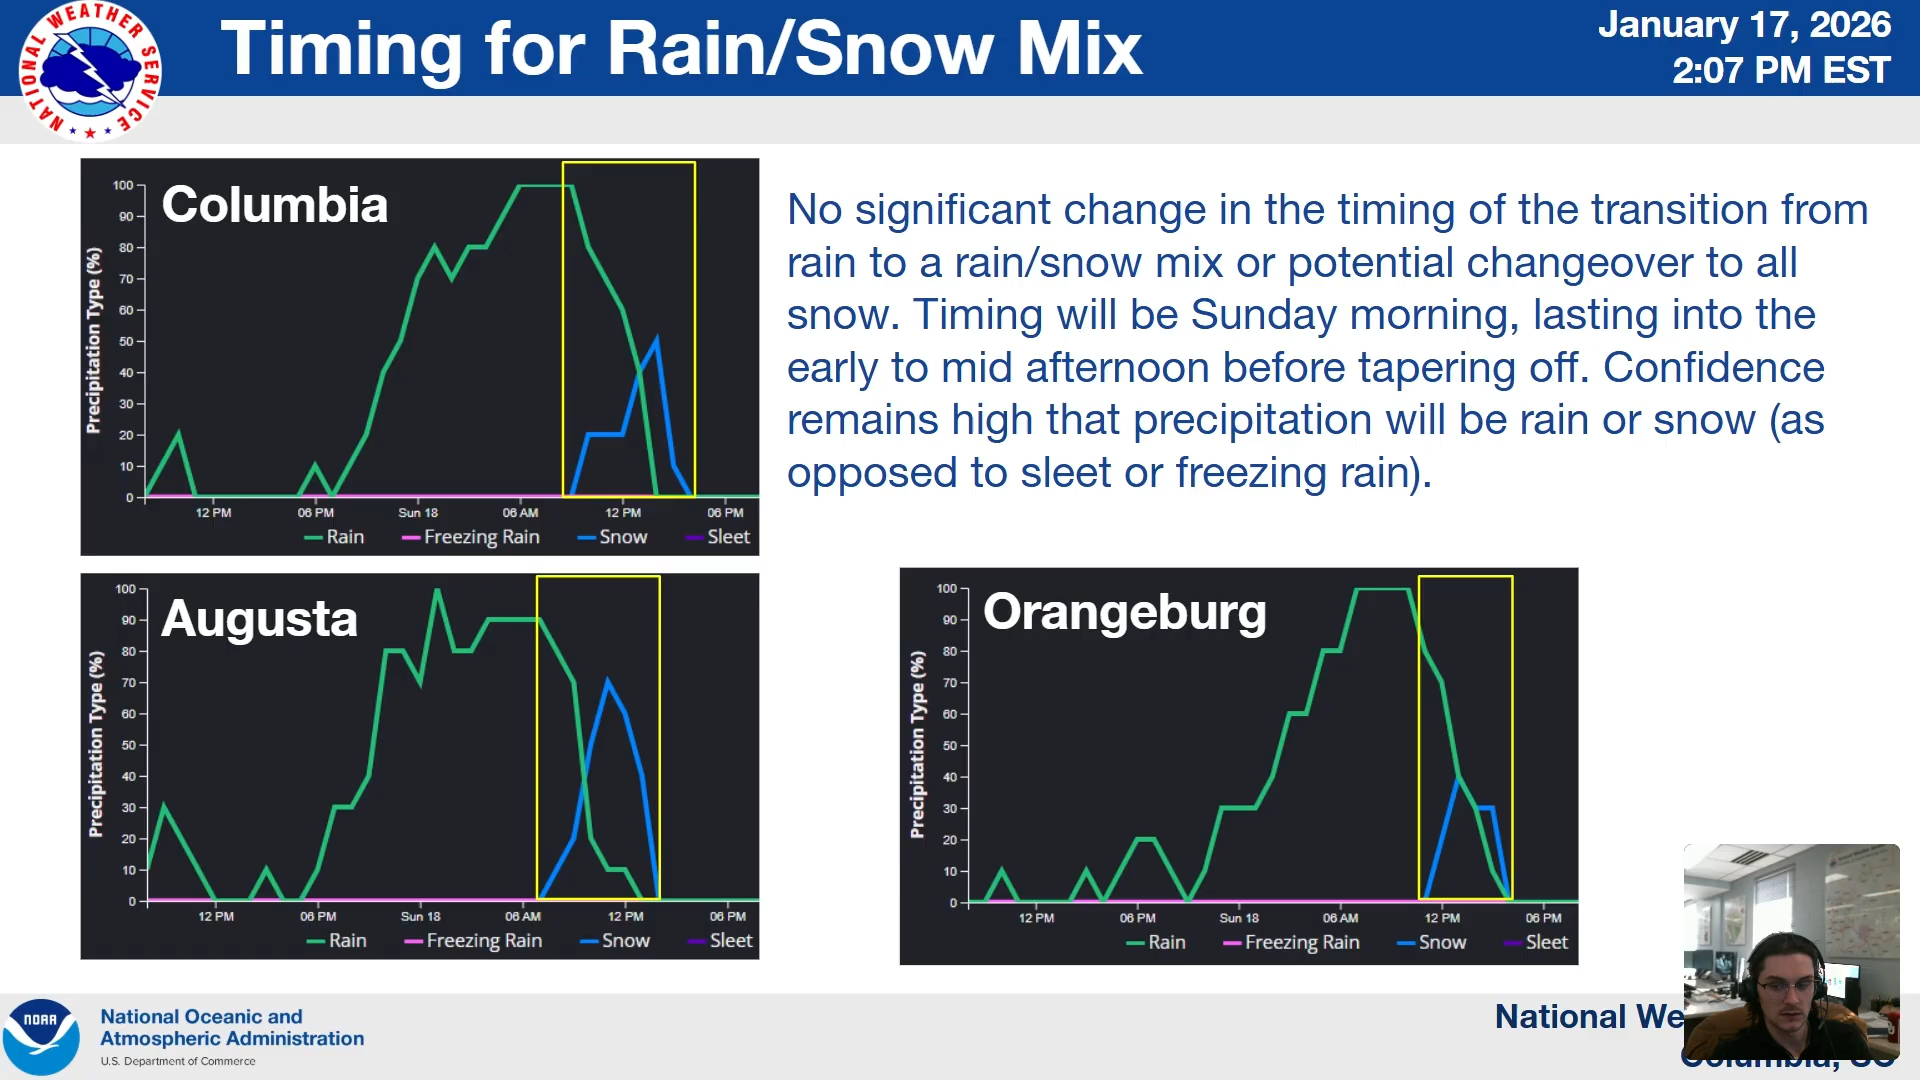 NATIONAL WEATHER SERVICE
Timing for Rain/Snow Mix
January 17, 2026
2:07 PM EST
Columbia
Precipitation Type (%)
100
90
80
70
60
50
40
30
20
10
0
12 PM 06 PM Sun 18 06 AM 12 PM 06 PM
Rain Freezing Rain Snow Sleet
No significant change in the timing of the transition from
rain to a rain/snow mix or potential changeover to all
snow. Timing will be Sunday morning, lasting into the
early to mid afternoon before tapering off. Confidence
remains high that precipitation will be rain or snow (as
opposed to sleet or freezing rain).
Augusta
Precipitation Type (%)
100
90
80
70
60
50
40
30
20
10
0
12 PM 06 PM Sun 18 06 AM 12 PM 06 PM
Rain Freezing Rain Snow Sleet
Orangeburg
Precipitation Type (%)
100
90
80
70
60
50
40
30
20
10
0
12 PM 06 PM Sun 18 06 AM 12 PM 06 PM
Rain Freezing Rain Snow Sleet
NOAA
National Oceanic and
Atmospheric Administration
U.S. Department of Commerce
National We
Columbia, SC